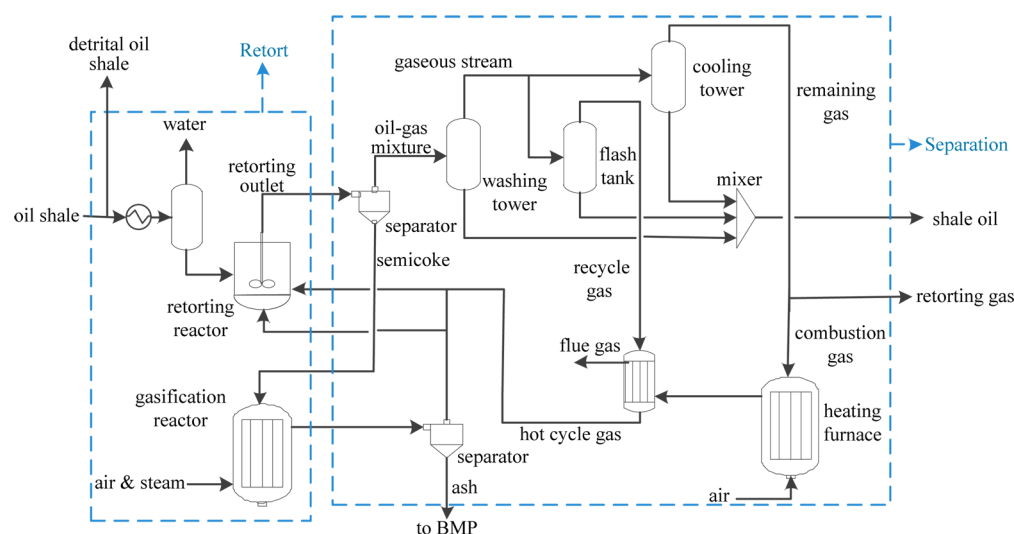 detrital oil
shale
Retort
water
retorting
outlet
oil shale
retorting
reactor
gasification
reactor
air & steam
gaseous stream
oil-gas
mixture
separator
semicoke
washing
tower
flash
tank
cooling
tower
remaining
gas
Separation
mixer
shale oil
recycle
gas
retorting gas
flue gas
combustion
gas
hot cycle gas
heating
furnace
separator
ash
air
to BMP